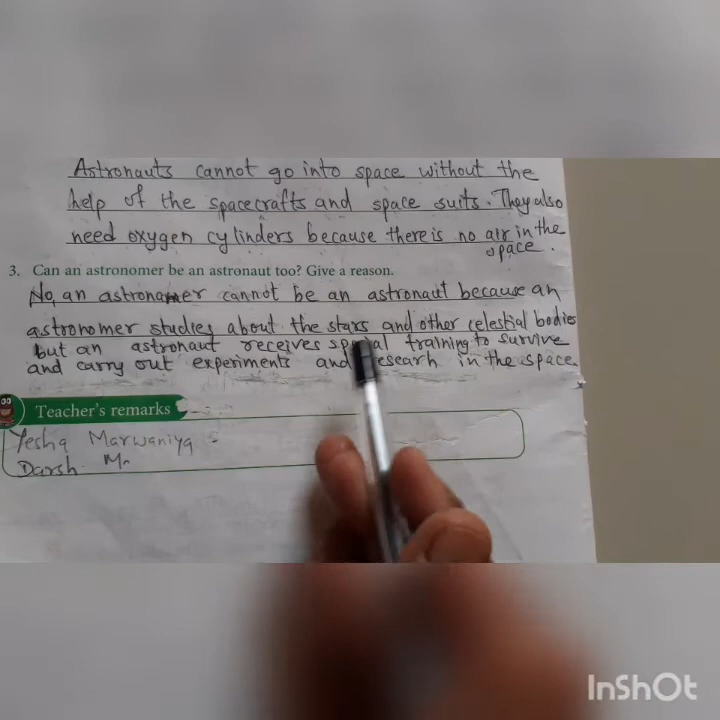 Astronauts cannot go into space without the
help of the spacecrafts and space suits. They also
need oxygen cylinders because there is no air in the
space.
3. Can an astronomer be an astronaut too? Give a reason.
No, an astronomer cannot be an astronaut because an
astronomer studies about the stars and other celestial bodies
but an astronaut receives special training to survive
and carry out experiments and researh in the space
Teacher's remarks
Yesha Marwaniya
Darsh
InShOt